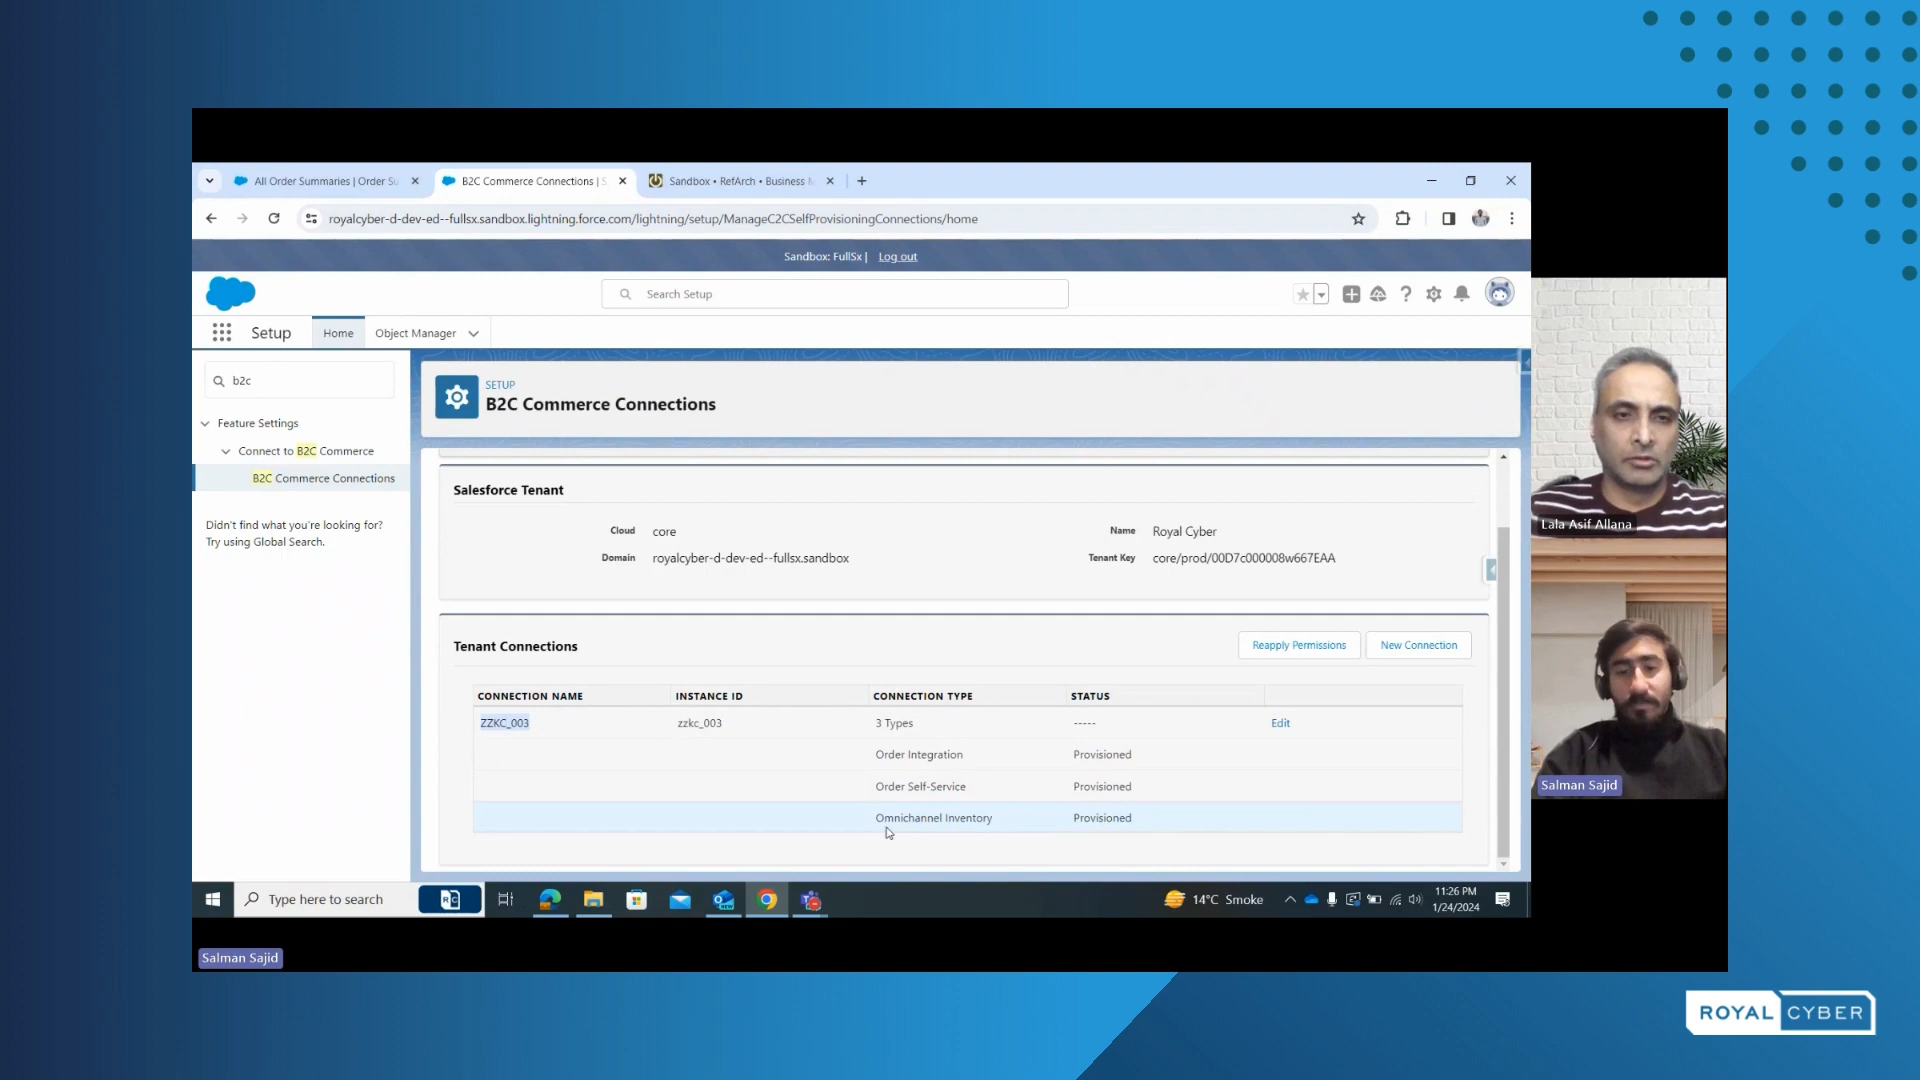 All Order Summaries | Order Su
B2C Commerce Connections | S
Sandbox • RefArch • Business M
royalcyber-d-dev-ed--fullsx.sandbox.lightning.force.com/lightning/setup/ManageC2CSelfProvisioningConnections/home
Sandbox: FullSx | Log out
Search Setup
Setup
Home
Object Manager
b2c
Feature Settings
Connect to B2C Commerce
B2C Commerce Connections
Didn't find what you're looking for?
Try using Global Search.
SETUP
B2C Commerce Connections
Salesforce Tenant
Cloud core
Name Royal Cyber
Domain royalcyber-d-dev-ed--fullsx.sandbox
Tenant Key core/prod/00D7c000008w667EAA
Tenant Connections
Reapply Permissions
New Connection
CONNECTION NAME INSTANCE ID CONNECTION TYPE STATUS
ZZKC_003 zzkc_003 3 Types ----- Edit
Order Integration Provisioned
Order Self-Service Provisioned
Omnichannel Inventory Provisioned
Lala Asif Allana
Salman Sajid
Type here to search
RC
14°C Smoke
11:26 PM
1/24/2024
Salman Sajid
ROYAL CYBER